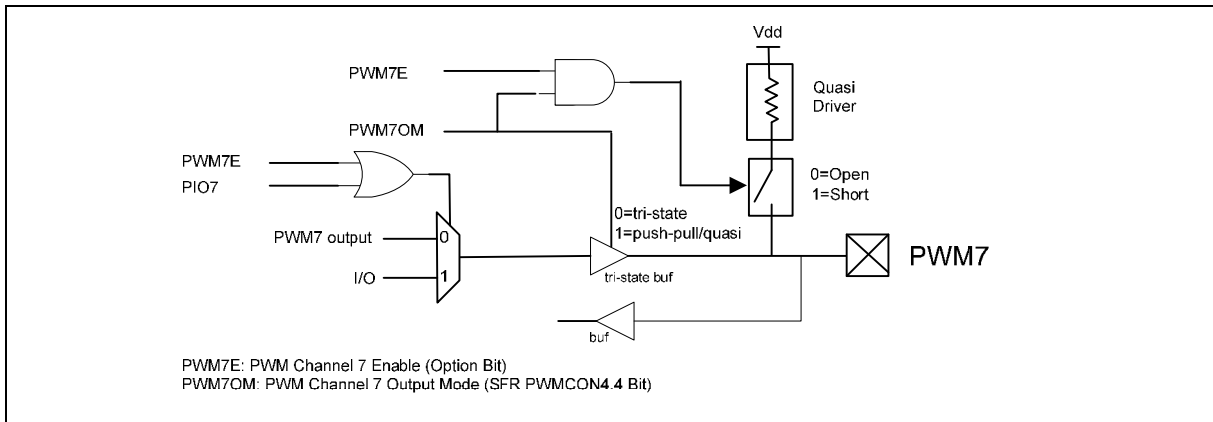 Vdd
PWM7E
Quasi
Driver
PWM7OM
PWM7E
PIO7
0=Open
1=Short
0=tri-state
1=push-pull/quasi
PWM7 output
0
PWM7
I/O
1
tri-state buf
buf
PWM7E: PWM Channel 7 Enable (Option Bit)
PWM7OM: PWM Channel 7 Output Mode (SFR PWMCON4.4 Bit)